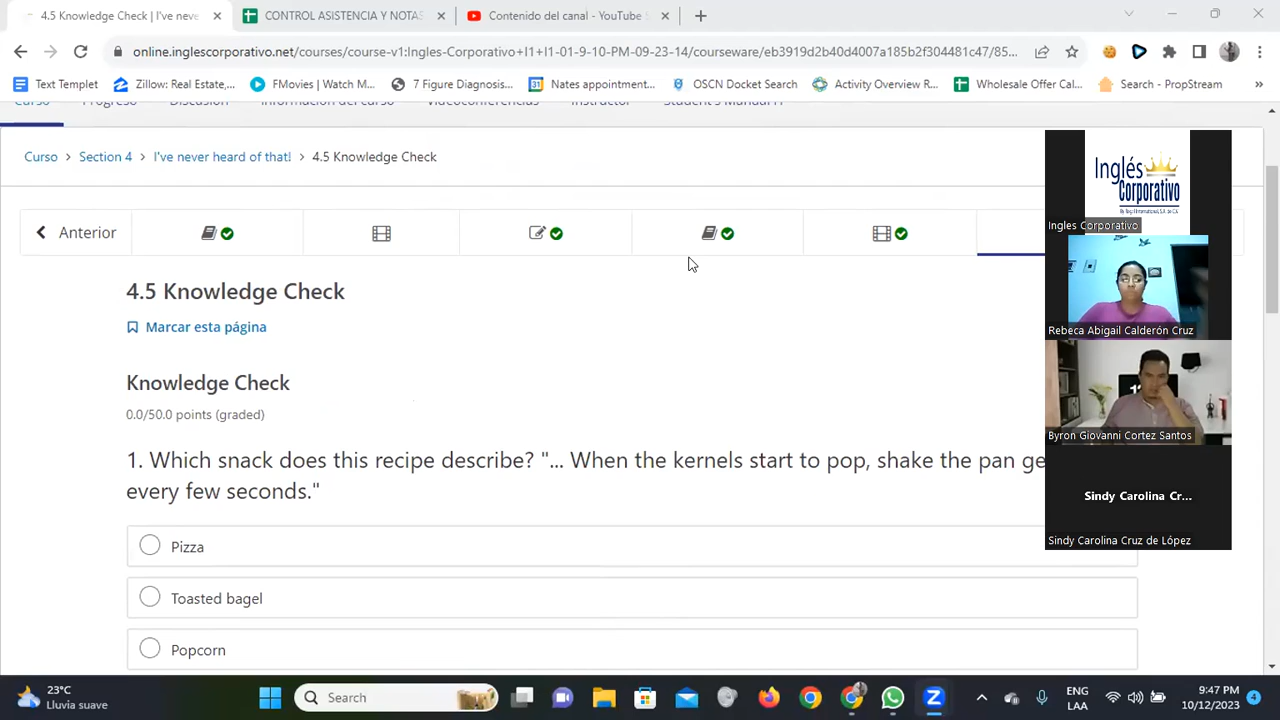 4.5 Knowledge Check | I've neve
CONTROL ASISTENCIA Y NOTAS
Contenido del canal - YouTube S
online.inglescorporativo.net/courses/course-v1:Ingles-Corporativo+I1+I1-01-9-10-PM-09-23-14/courseware/eb3919d2b40d4007a185b2f304481c47/85...
Text Templet
Zillow: Real Estate,...
FMovies | Watch M...
7 Figure Diagnosis...
31
Nates appointment...
OSCN Docket Search
Activity Overview R...
Wholesale Offer Cal...
Search - PropStream
»
Curso
Progreso
Discusión
Información del curso
Videoconferencias
Instructor
Student's Manual I1
Curso > Section 4 > I've never heard of that! > 4.5 Knowledge Check
Anterior
4.5 Knowledge Check
Marcar esta página
Knowledge Check
0.0/50.0 points (graded)
1. Which snack does this recipe describe? "... When the kernels start to pop, shake the pan ge
every few seconds."
Pizza
Toasted bagel
Popcorn
Inglés
Corporativo
Ingles Corporativo
Rebeca Abigail Calderón Cruz
Byron Giovanni Cortez Santos
Sindy Carolina Cr...
Sindy Carolina Cruz de López
23°C
Lluvia suave
Search
ENG
LAA
9:47 PM
10/12/2023
4